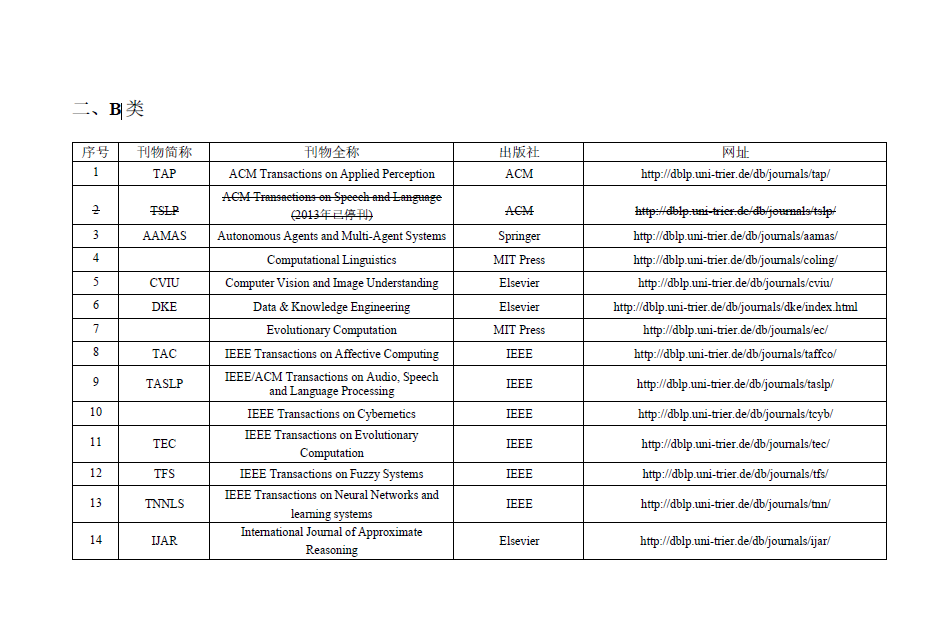 二、B类
序号 刊物简称 刊物全称 出版社 网址
1 TAP ACM Transactions on Applied Perception ACM http://dblp.uni-trier.de/db/journals/tap/
ACM Transactions on Speech and Language
2 TSLP (2013年已停刊) ACM http://dblp.uni-trier.de/db/journals/tslp/
3 AAMAS Autonomous Agents and Multi-Agent Systems Springer http://dblp.uni-trier.de/db/journals/aamas/
4 Computational Linguistics MIT Press http://dblp.uni-trier.de/db/journals/coling/
5 CVIU Computer Vision and Image Understanding Elsevier http://dblp.uni-trier.de/db/journals/cviu/
6 DKE Data & Knowledge Engineering Elsevier http://dblp.uni-trier.de/db/journals/dke/index.html
7 Evolutionary Computation MIT Press http://dblp.uni-trier.de/db/journals/ec/
8 TAC IEEE Transactions on Affective Computing IEEE http://dblp.uni-trier.de/db/journals/taffco/
9 TASLP IEEE/ACM Transactions on Audio, Speech
and Language Processing IEEE http://dblp.uni-trier.de/db/journals/taslp/
10 IEEE Transactions on Cybernetics IEEE http://dblp.uni-trier.de/db/journals/tcyb/
11 TEC IEEE Transactions on Evolutionary
Computation IEEE http://dblp.uni-trier.de/db/journals/tec/
12 TFS IEEE Transactions on Fuzzy Systems IEEE http://dblp.uni-trier.de/db/journals/tfs/
13 TNNLS IEEE Transactions on Neural Networks and
learning systems IEEE http://dblp.uni-trier.de/db/journals/tnn/
14 IJAR International Journal of Approximate
Reasoning Elsevier http://dblp.uni-trier.de/db/journals/ijar/